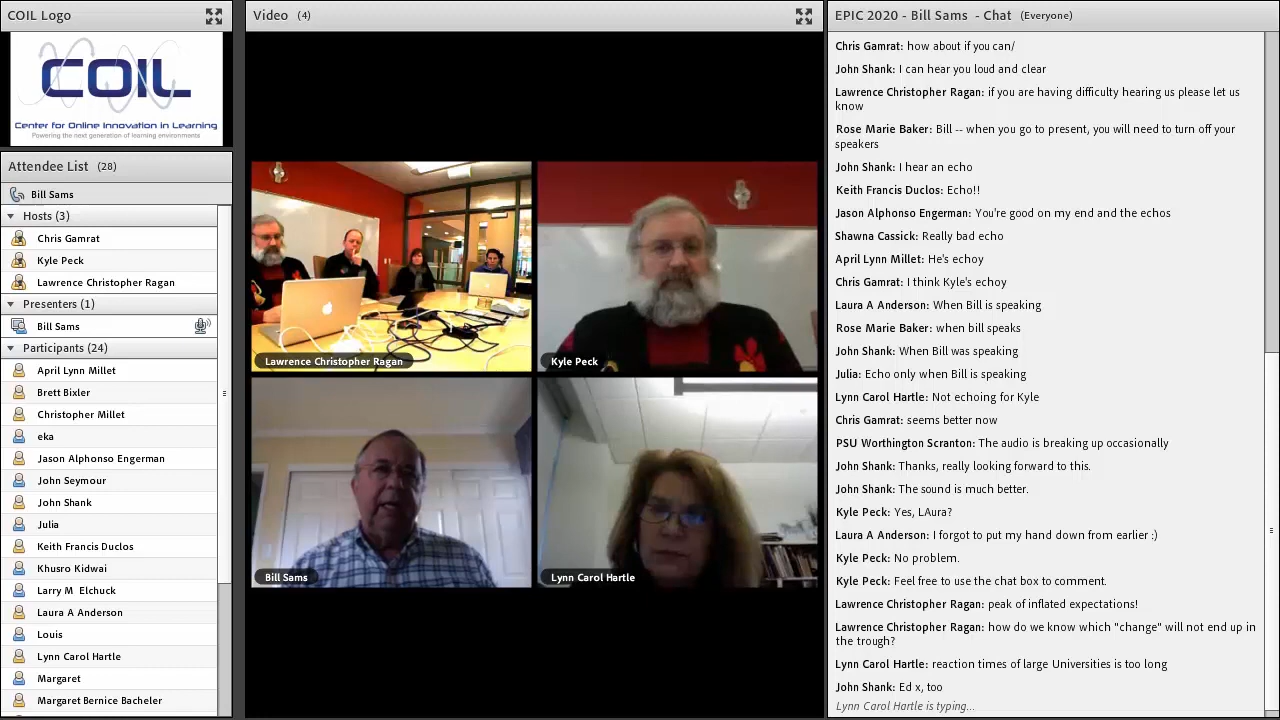 COIL Logo
COIL
Center for Online Innovation in Learning
Powering the next generation of learning environments
Attendee List (28)
Bill Sams
Hosts (3)
Chris Gamrat
Kyle Peck
Lawrence Christopher Ragan
Presenters (1)
Bill Sams
Participants (24)
April Lynn Millet
Brett Bixler
Christopher Millet
eka
Jason Alphonso Engerman
John Seymour
John Shank
Julia
Keith Francis Duclos
Khusro Kidwai
Larry M Elchuck
Laura A Anderson
Louis
Lynn Carol Hartle
Margaret
Margaret Bernice Bacheler
Video (4)
Lawrence Christopher Ragan
Kyle Peck
Bill Sams
Lynn Carol Hartle
EPIC 2020 - Bill Sams - Chat (Everyone)
Chris Gamrat: how about if you can/
John Shank: I can hear you loud and clear
Lawrence Christopher Ragan: if you are having difficulty hearing us please let us
know
Rose Marie Baker: Bill -- when you go to present, you will need to turn off your
speakers
John Shank: I hear an echo
Keith Francis Duclos: Echo!!
Jason Alphonso Engerman: You're good on my end and the echos
Shawna Cassick: Really bad echo
April Lynn Millet: He's echoy
Chris Gamrat: I think Kyle's echoy
Laura A Anderson: When Bill is speaking
Rose Marie Baker: when bill speaks
John Shank: When Bill was speaking
Julia: Echo only when Bill is speaking
Lynn Carol Hartle: Not echoing for Kyle
Chris Gamrat: seems better now
PSU Worthington Scranton: The audio is breaking up occasionally
John Shank: Thanks, really looking forward to this.
John Shank: The sound is much better.
Kyle Peck: Yes, LAura?
Laura A Anderson: I forgot to put my hand down from earlier :)
Kyle Peck: No problem.
Kyle Peck: Feel free to use the chat box to comment.
Lawrence Christopher Ragan: peak of inflated expectations!
Lawrence Christopher Ragan: how do we know which "change" will not end up in
the trough?
Lynn Carol Hartle: reaction times of large Universities is too long
John Shank: Ed x, too
Lynn Carol Hartle is typing...